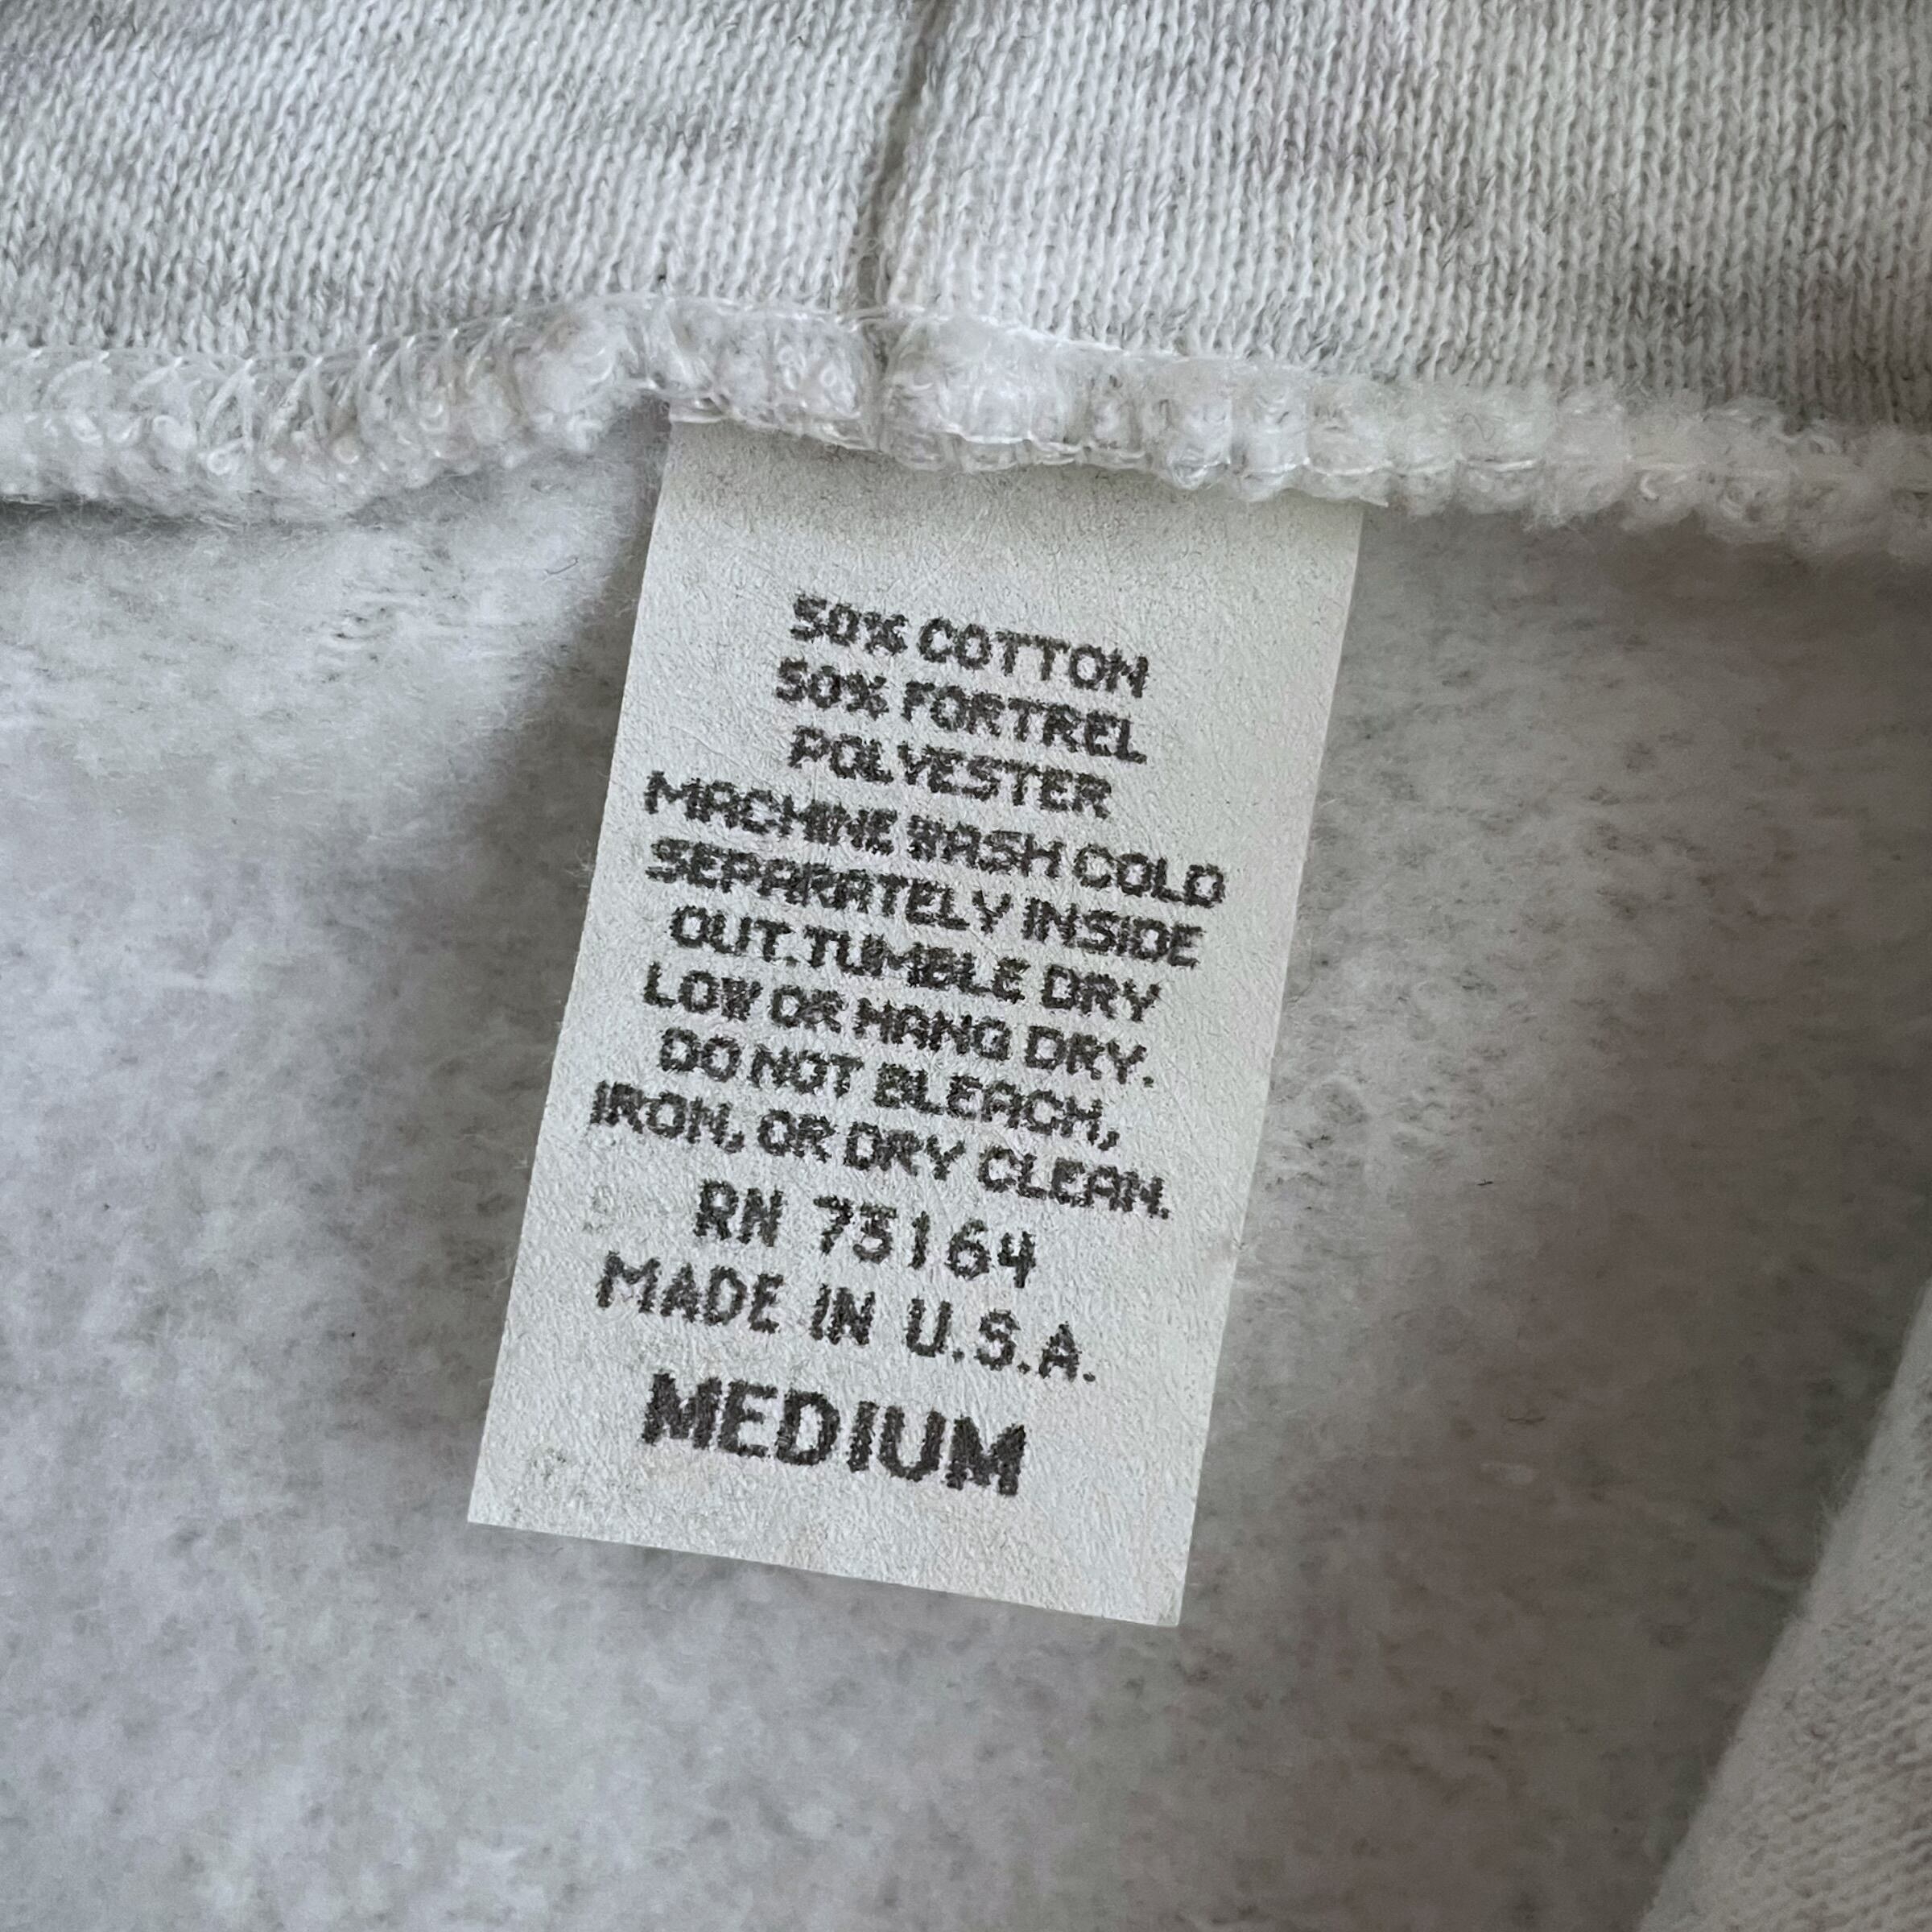 50% COTTON
50% FORTREL
POLYESTER
MACHINE WASH COLD
SEPARATELY INSIDE
OUT.TUMBLE DRY
LOW OR HANG DRY.
DO NOT BLEACH,
IRON, OR DRY CLEAN.
RN 73164
MADE IN U.S.A.
MEDIUM